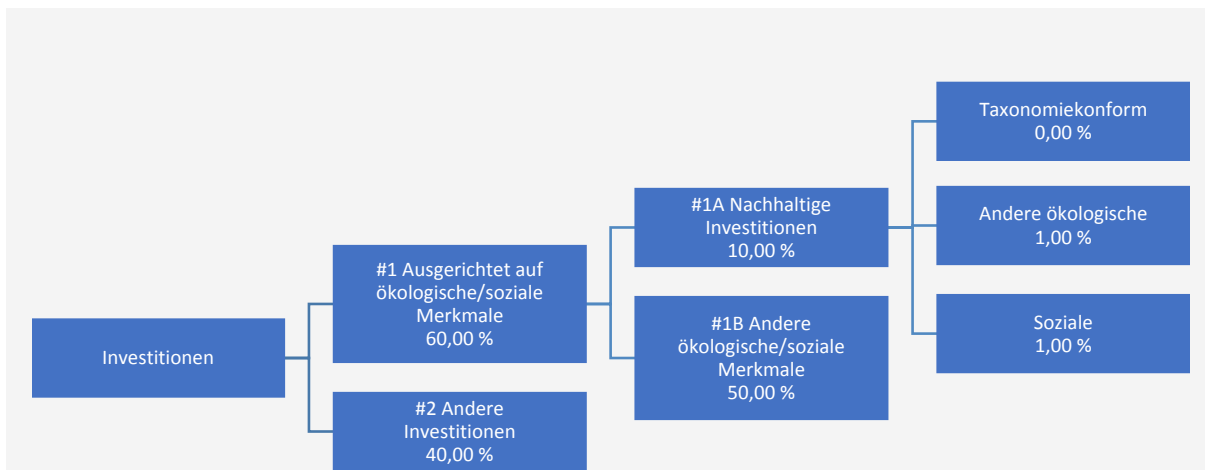 Investitionen
#1 Ausgerichtet auf
ökologische/soziale
Merkmale
60,00 %
#2 Andere
Investitionen
40,00 %
#1A Nachhaltige
Investitionen
10,00 %
#1B Andere
ökologische/soziale
Merkmale
50,00 %
Taxonomiekonform
0,00 %
Andere ökologische
1,00 %
Soziale
1,00 %